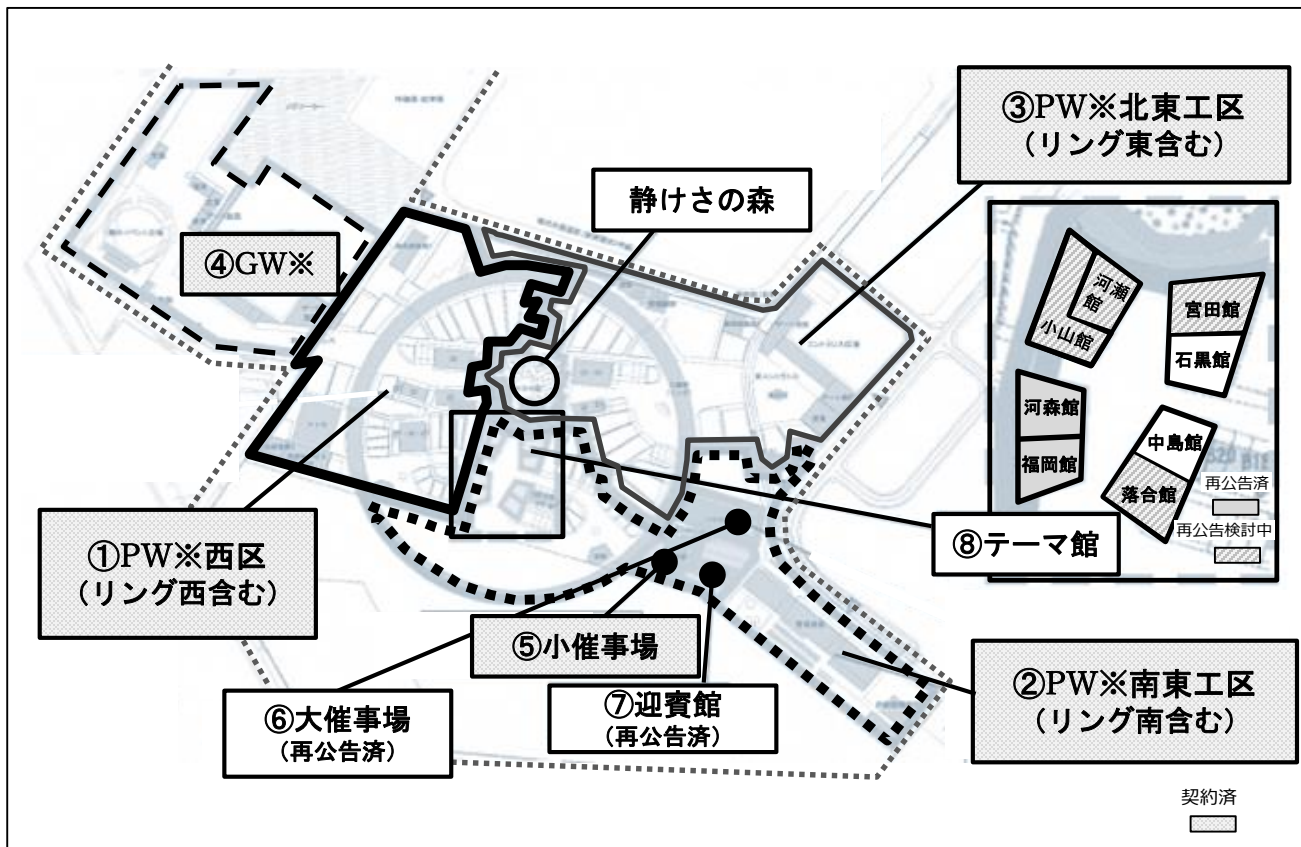 ③PW※北東工区
(リング東含む)
静けさの森
④GW※
河瀬
館
小山館
宮田館
石黒館
河森館
福岡館
中島館
落合館
再公告済
再公告検討中
⑧テーマ館
①PW※西区
(リング西含む)
⑤小催事場
②PW※南東工区
(リング南含む)
⑥大催事場
(再公告済)
⑦迎賓館
(再公告済)
契約済